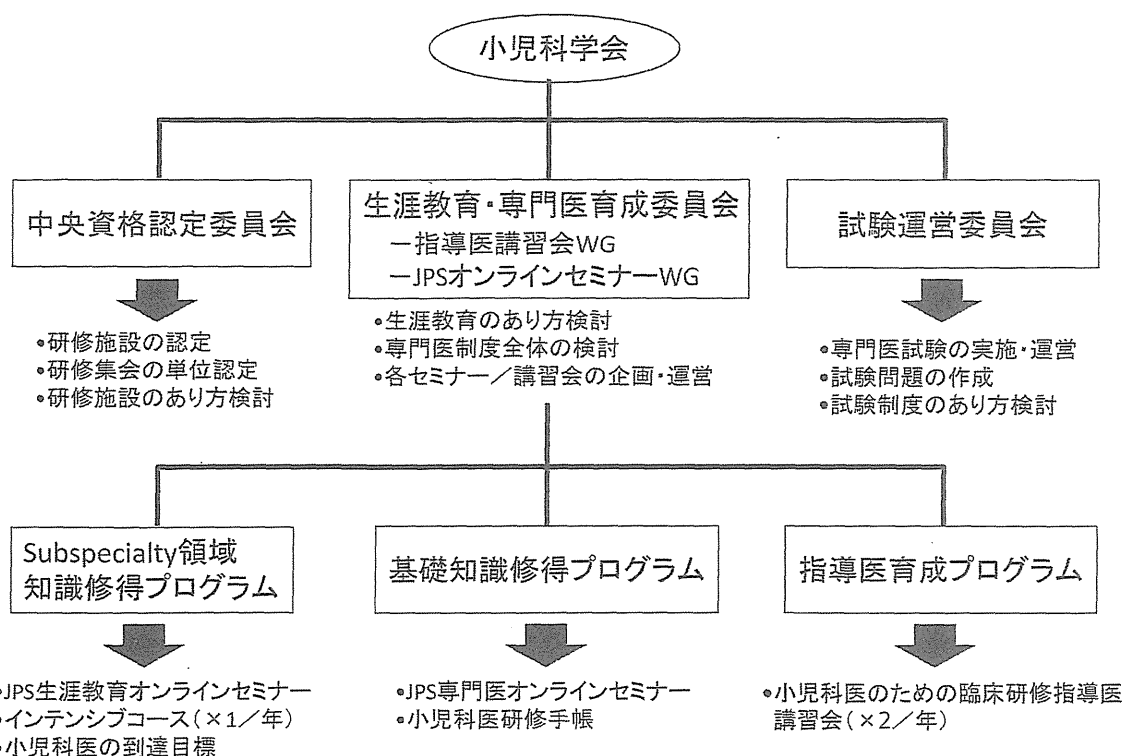 小児科学会
中央資格認定委員会
•研修施設の認定
•研修集会の単位認定
•研修施設のあり方検討
生涯教育・専門医育成委員会
－指導医講習会WG
－JPSオンラインセミナーWG
•生涯教育のあり方検討
•専門医制度全体の検討
•各セミナー／講習会の企画・運営
試験運営委員会
•専門医試験の実施・運営
•試験問題の作成
•試験制度のあり方検討
Subspecialty領域
知識修得プログラム
•JPS生涯教育オンラインセミナー
•インテンシブコース（×1／年）
•小児科医の到達目標
基礎知識修得プログラム
•JPS専門医オンラインセミナー
•小児科医研修手帳
指導医育成プログラム
•小児科医のための臨床研修指導医
講習会（×2／年）